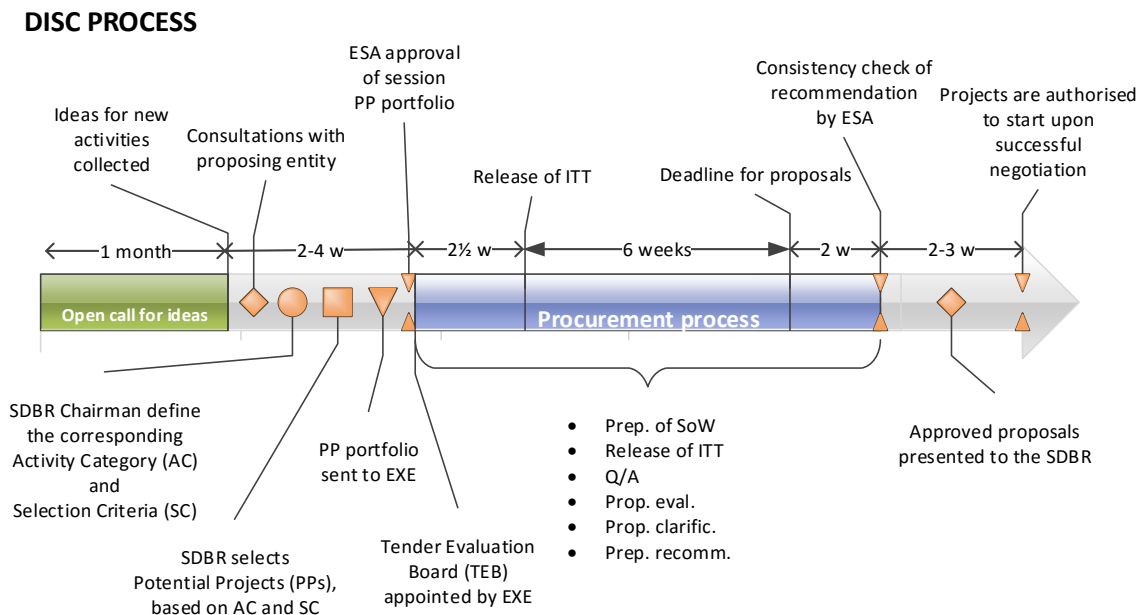 DISC PROCESS
Ideas for new
activities
collected
Consultations with
proposing entity
ESA approval
of session
PP portfolio
Release of ITT
Deadline for proposals
Consistency check of
recommendation
by ESA
Projects are authorised
to start upon
successful
negotiation
1 month
2-4 w
2½ w
6 weeks
2 w
2-3 w
Open call for ideas
Procurement process
SDBR Chairman define
the corresponding
Activity Category (AC)
and
Selection Criteria (SC)
SDBR selects
Potential Projects (PPs),
based on AC and SC
PP portfolio
sent to EXE
Tender Evaluation
Board (TEB)
appointed by EXE
• Prep. of SoW
• Release of ITT
• Q/A
• Prop. eval.
• Prop. clarific.
• Prep. recomm.
Approved proposals
presented to the SDBR